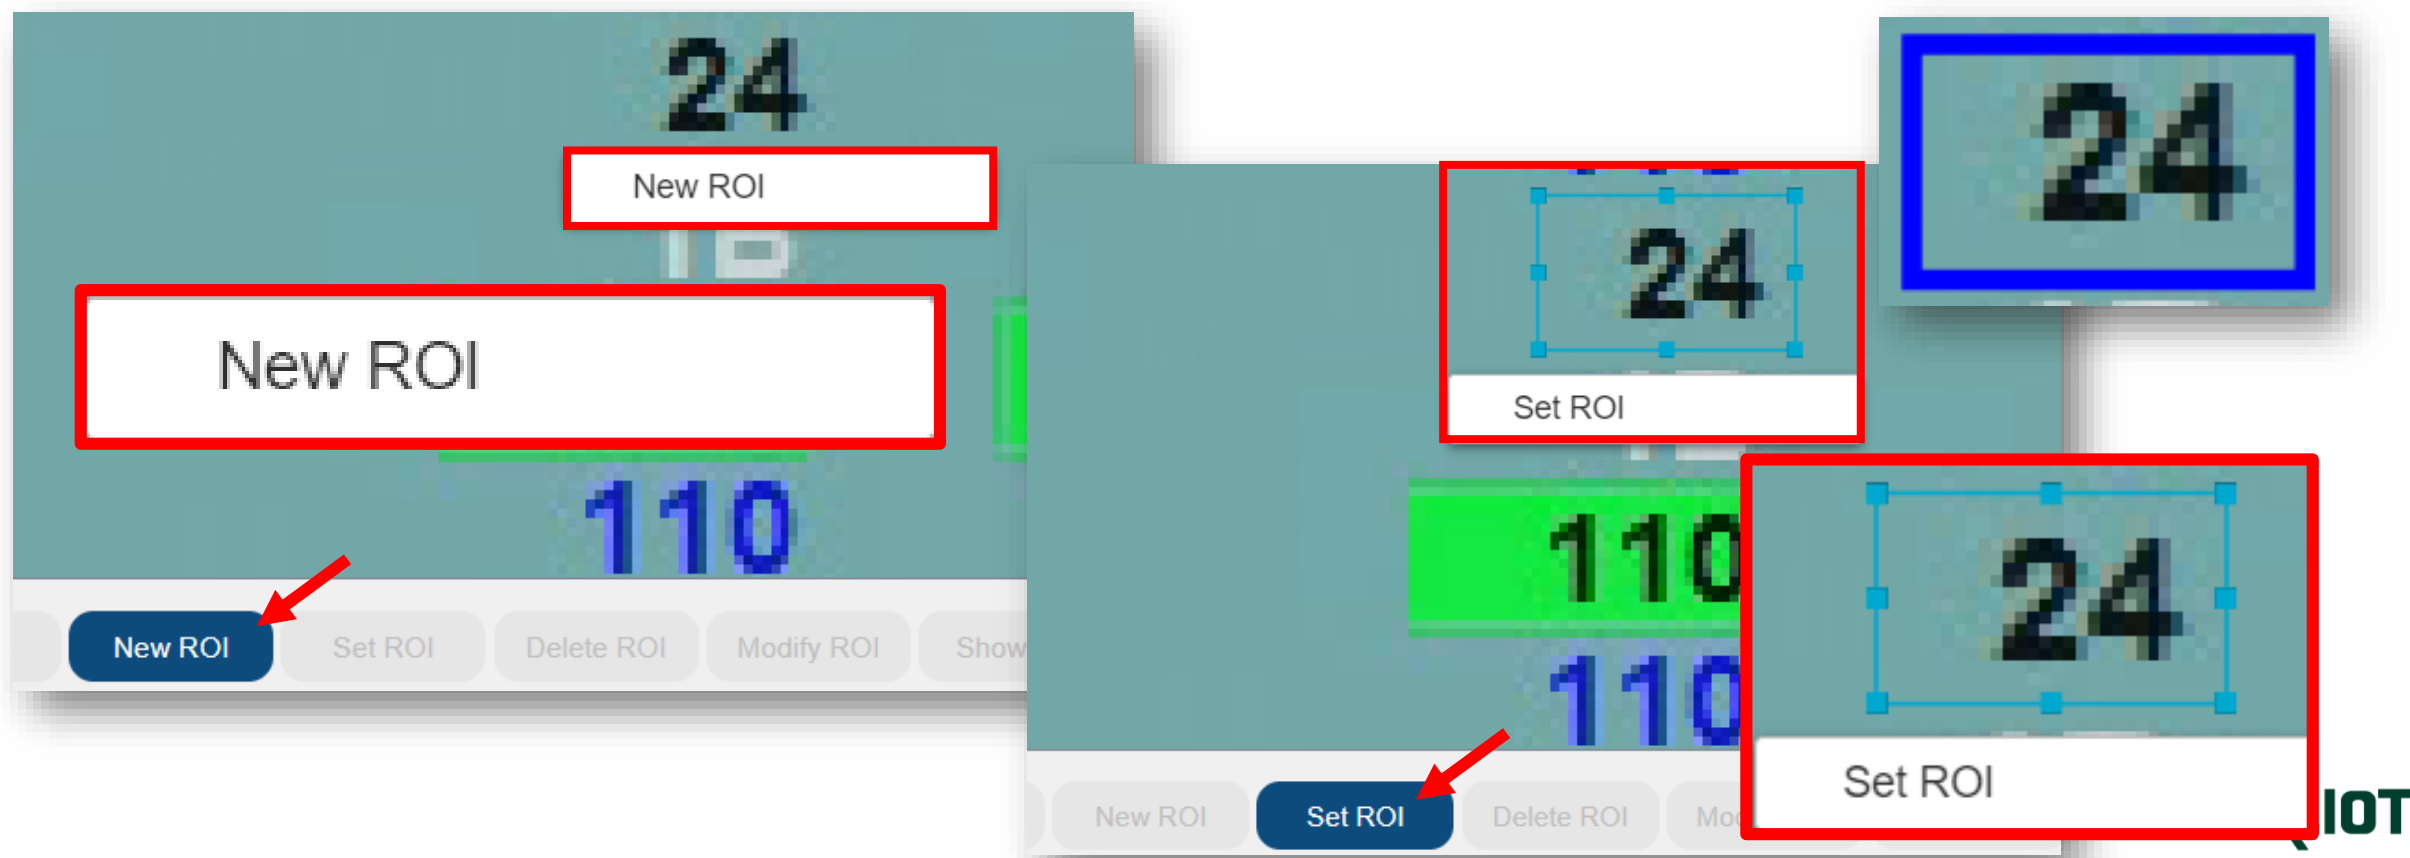 24
New ROI
New ROI
110
New ROI
Set ROI
Delete ROI
Modify ROI
Show
24
Set ROI
110
110
New ROI
Set ROI
Delete ROI
24
24
Set ROI
IOT